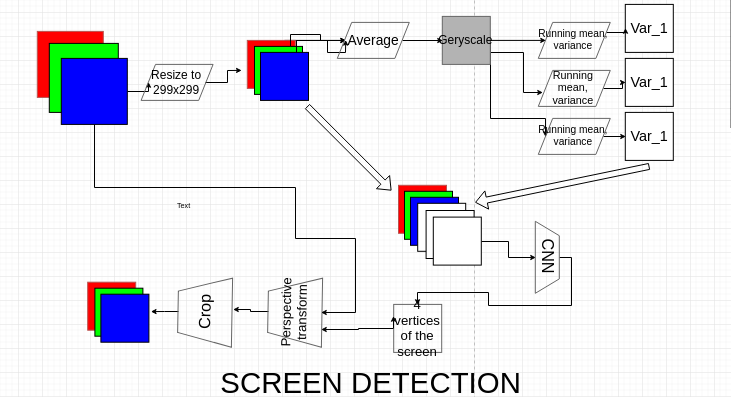 Resize to
299x299
Average
Geryscale
Running mean,
variance
Var_1
Running
mean,
variance
Var_1
Running mean,
variance
Var_1
Text
CNN
4
vertices
of the
screen
Perspective
transform
Crop
SCREEN DETECTION